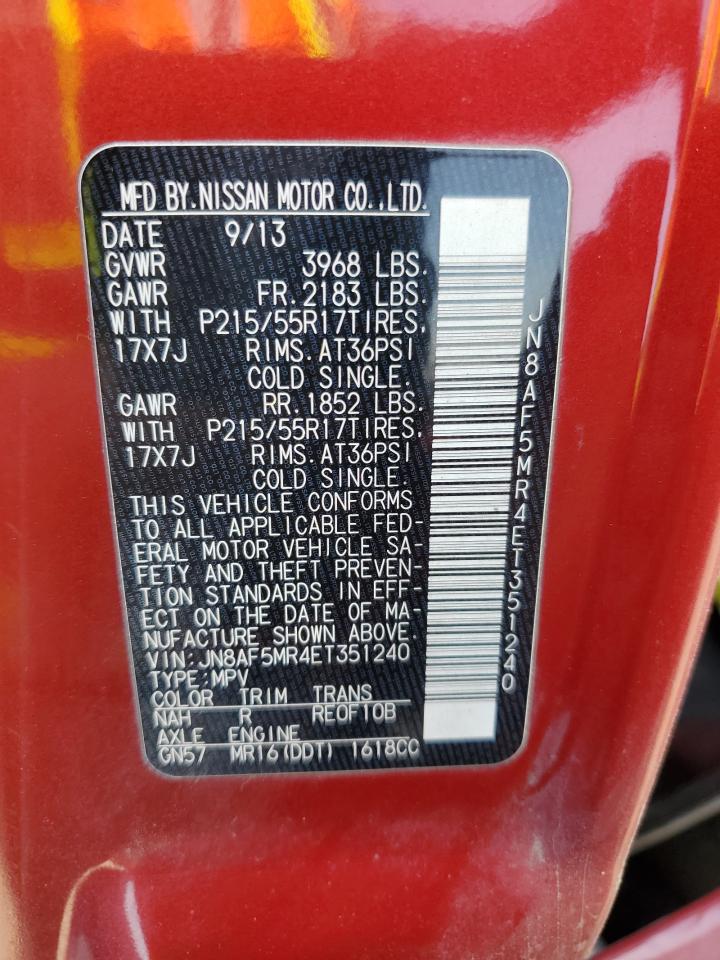 MFD BY.NISSAN MOTOR CO.,LTD.
DATE 9/13
GVWR 3968 LBS.
GAWR FR.2183 LBS.
WITH P215/55R17TIRES,
17X7J RIMS.AT36PSI
COLD SINGLE.
GAWR RR.1852 LBS.
WITH P215/55R17TIRES,
17X7J RIMS.AT36PSI
COLD SINGLE.
THIS VEHICLE CONFORMS
TO ALL APPLICABLE FED-
ERAL MOTOR VEHICLE SA-
FETY AND THEFT PREVEN-
TION STANDARDS IN EFF-
ECT ON THE DATE OF MA-
NUFACTURE SHOWN ABOVE.
VIN:JN8AF5MR4ET351240
TYPE:MPV
COLOR TRIM TRANS
NAH R RE0F10B
AXLE ENGINE
GN57 MR16(DDT) 1618CC
JN8AF5MR4ET351240